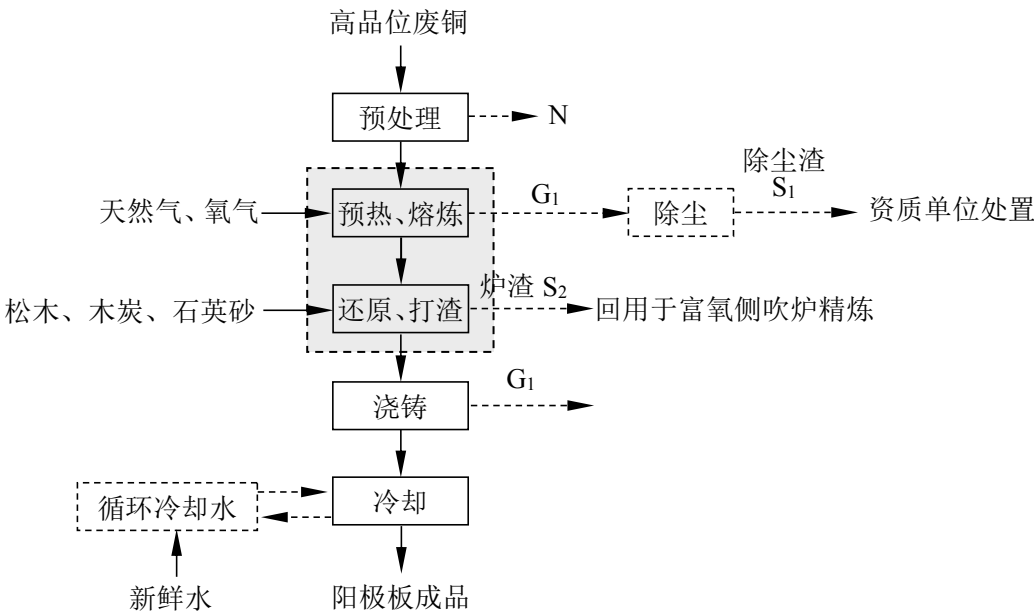 高品位废铜
预处理
N
天然气、氧气
预热、熔炼
G₁
除尘
除尘渣
S₁
资质单位处置
松木、木炭、石英砂
还原、打渣
炉渣 S₂
回用于富氧侧吹炉精炼
浇铸
G₁
循环冷却水
冷却
新鲜水
阳极板成品